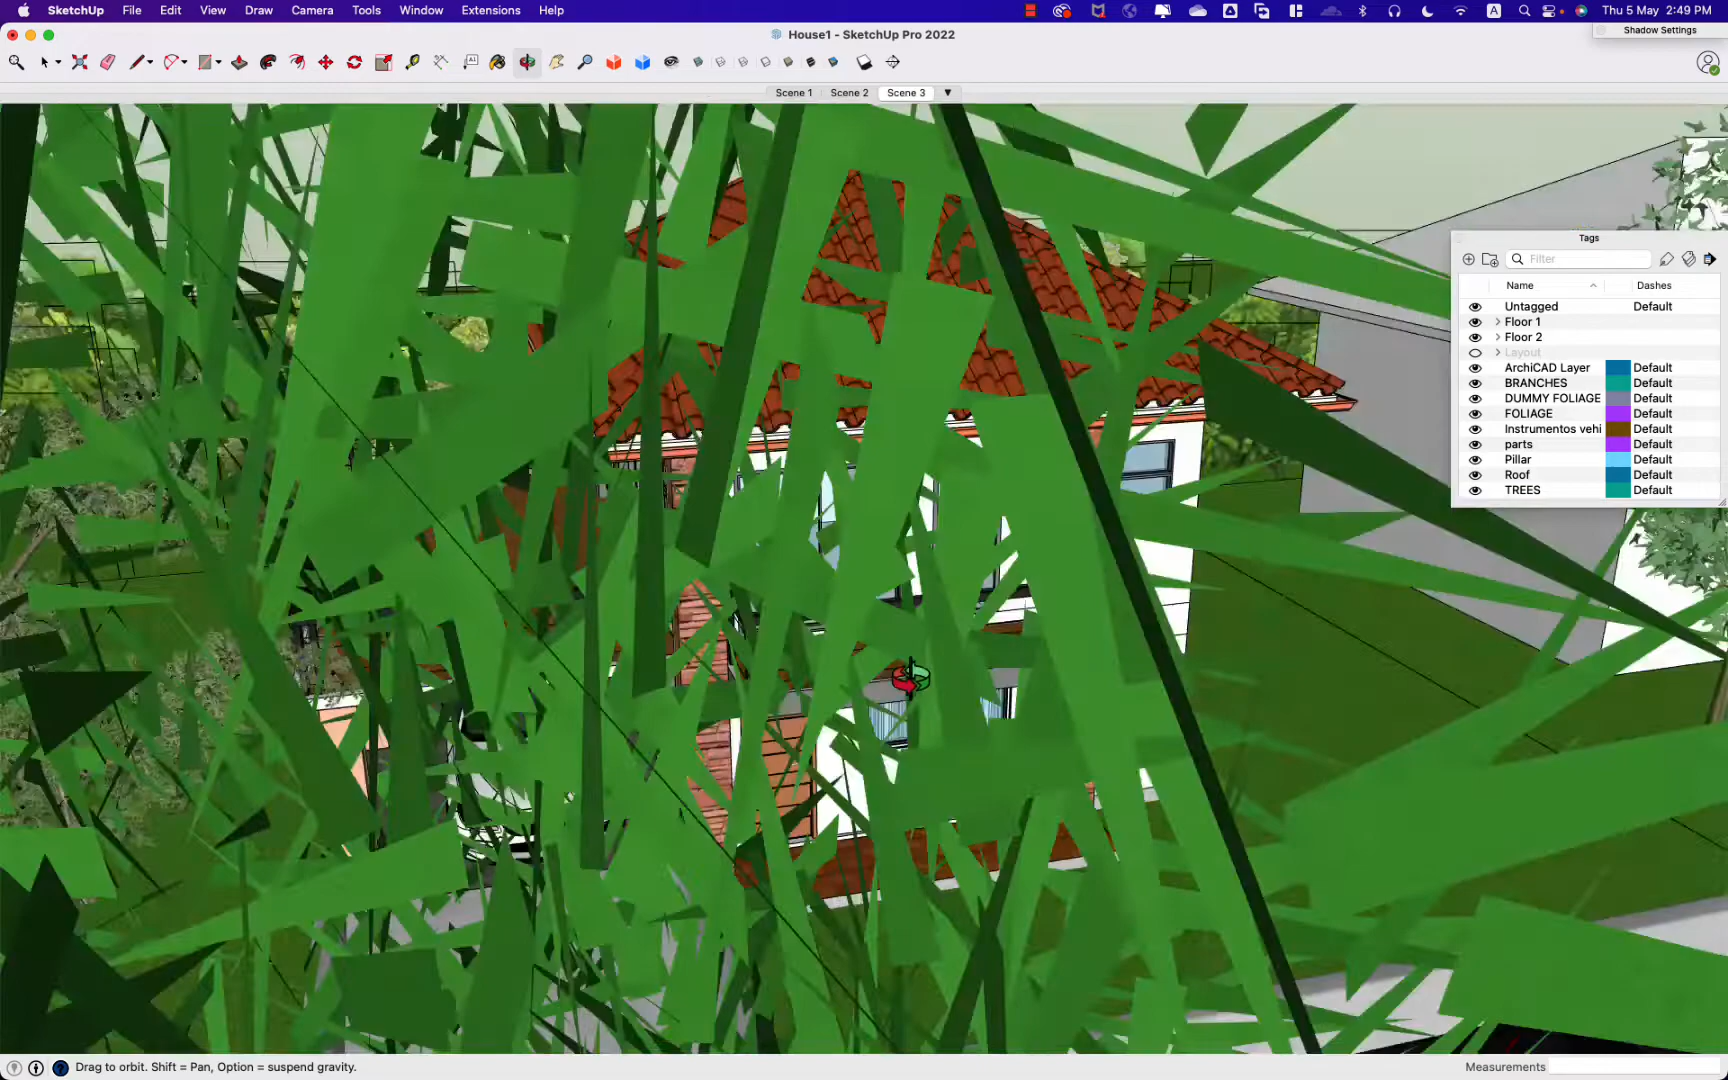 SketchUp File Edit View Draw Camera Tools Window Extensions Help
A
Thu 5 May 2:49 PM
House1 - SketchUp Pro 2022
Shadow Settings
Scene 1 Scene 2 Scene 3
Tags
Filter
Name Dashes
Untagged Default
Floor 1
Floor 2
Layout
ArchiCAD Layer Default
BRANCHES Default
DUMMY FOLIAGE Default
FOLIAGE Default
Instrumentos vehi Default
parts Default
Pillar Default
Roof Default
TREES Default
Drag to orbit. Shift = Pan, Option = suspend gravity.
Measurements